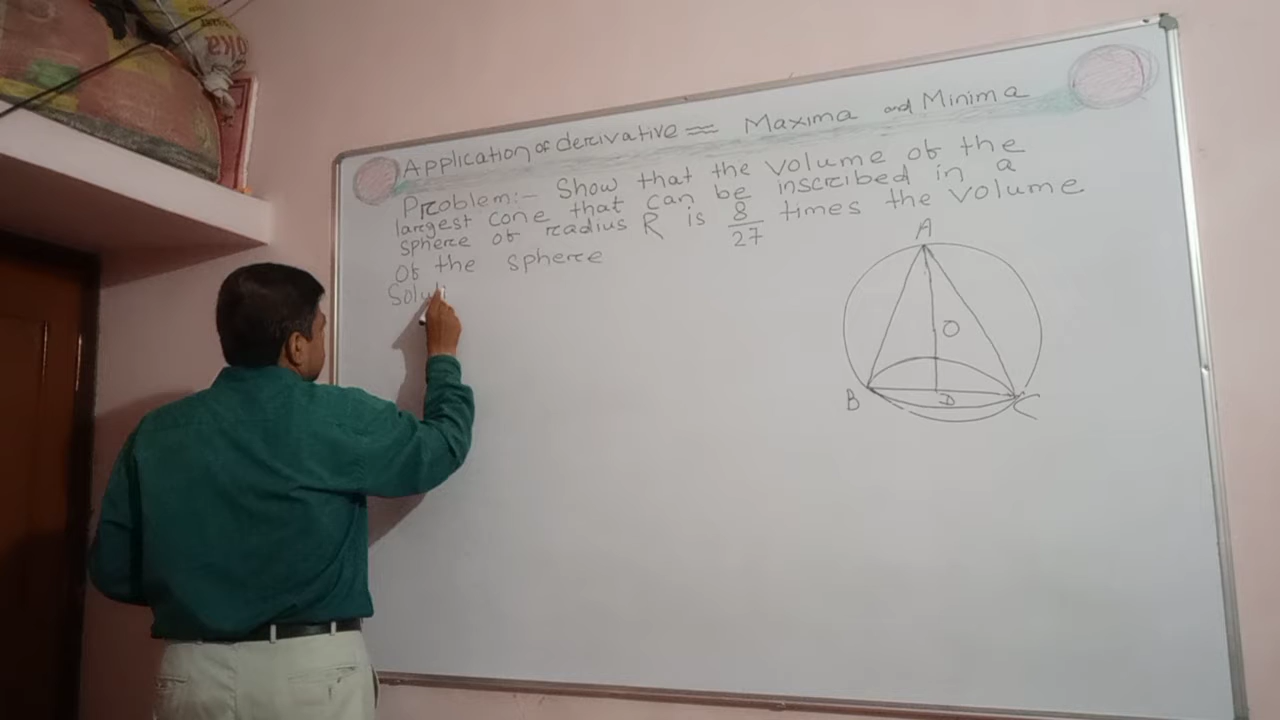 Application of derivative = Maxima and Minima
Problem:- Show that the volume of the
largest cone that can be inscribed in a
sphere of radius R is 8/27 times the volume
of the sphere
Solut
A
O
B
D
C